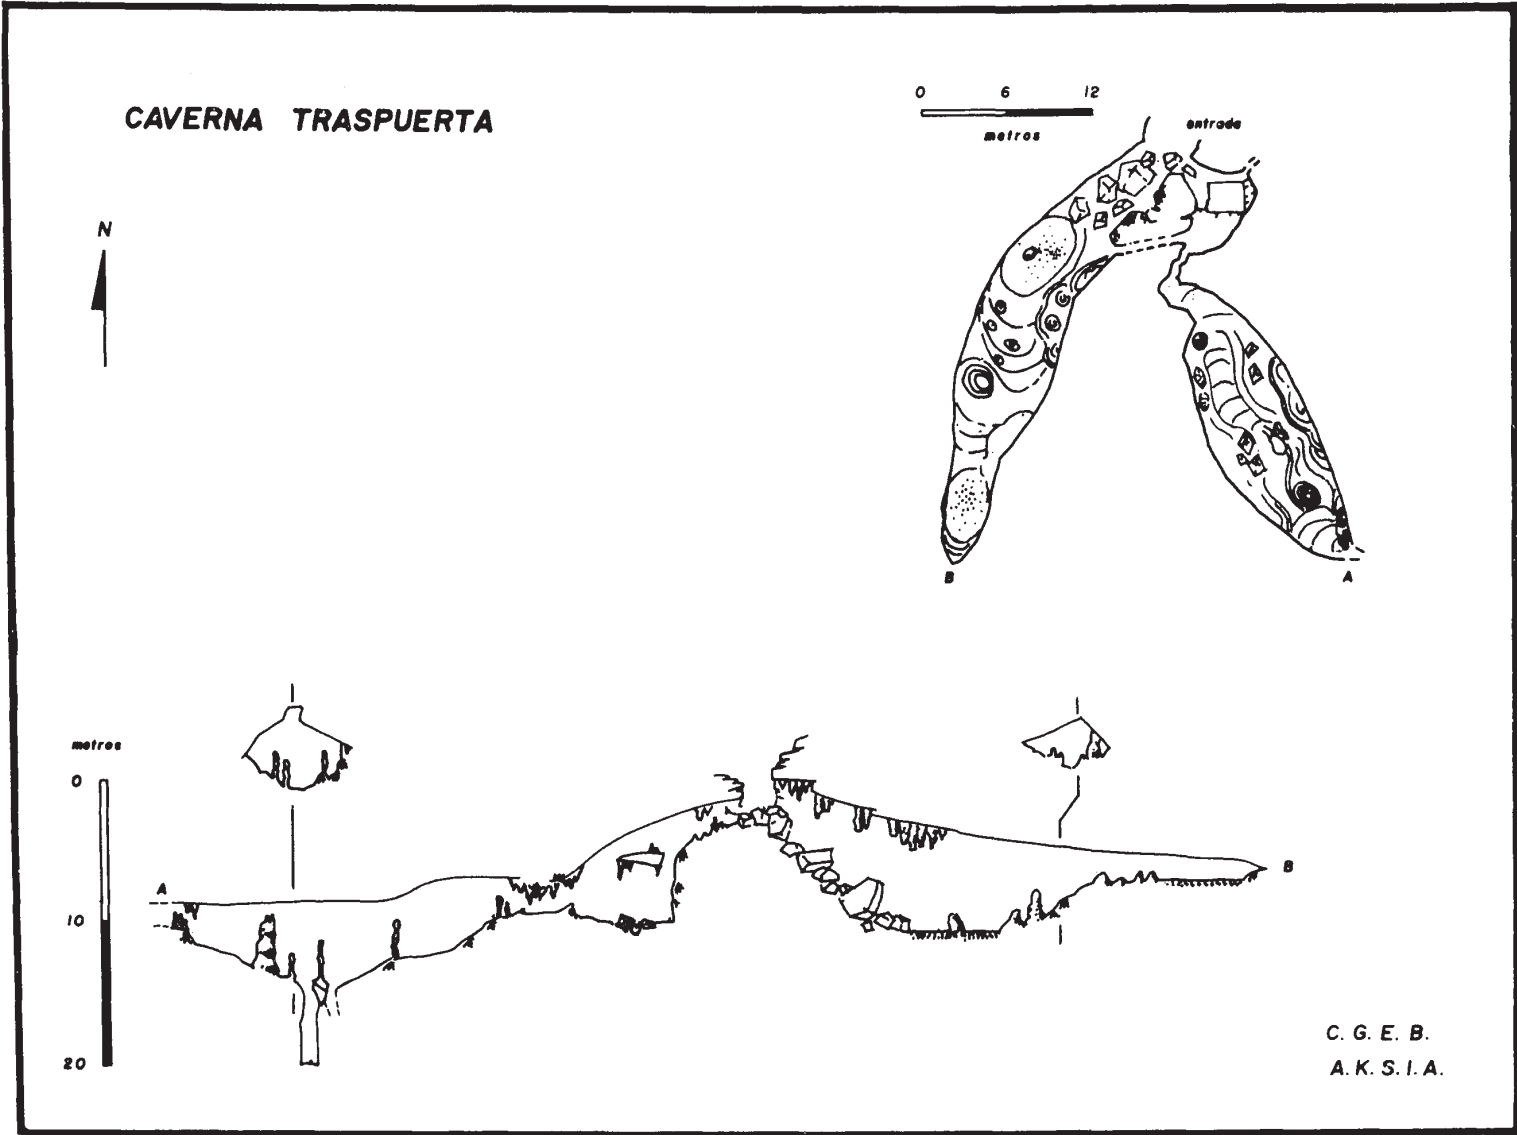 CAVERNA TRASPUERTA
0 6 12
metros
entrada
N
B
A
metros
0
10
20
A
B
C. G. E. B.
A. K. S. I. A.